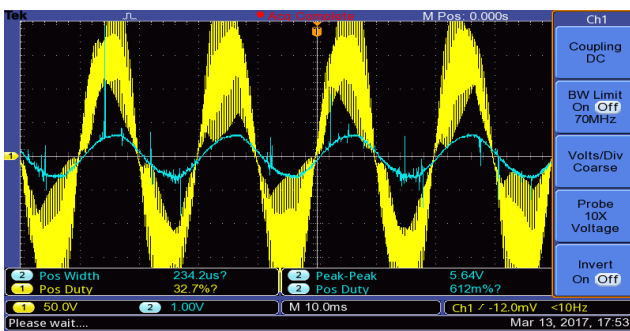 Tek Acq Complete M Pos: 0.000s Ch1
Coupling
DC
BW Limit
On Off
70MHz
Volts/Div
Coarse
Probe
10X
Voltage
Invert
On Off
1
2 Pos Width 234.2us? 2 Peak-Peak 5.64V
1 Pos Duty 32.7%? 2 Pos Duty 612m%?
1 50.0V 2 1.00V M 10.0ms Ch1 / -12.0mV <10Hz
Please wait.... Mar 13, 2017, 17:53